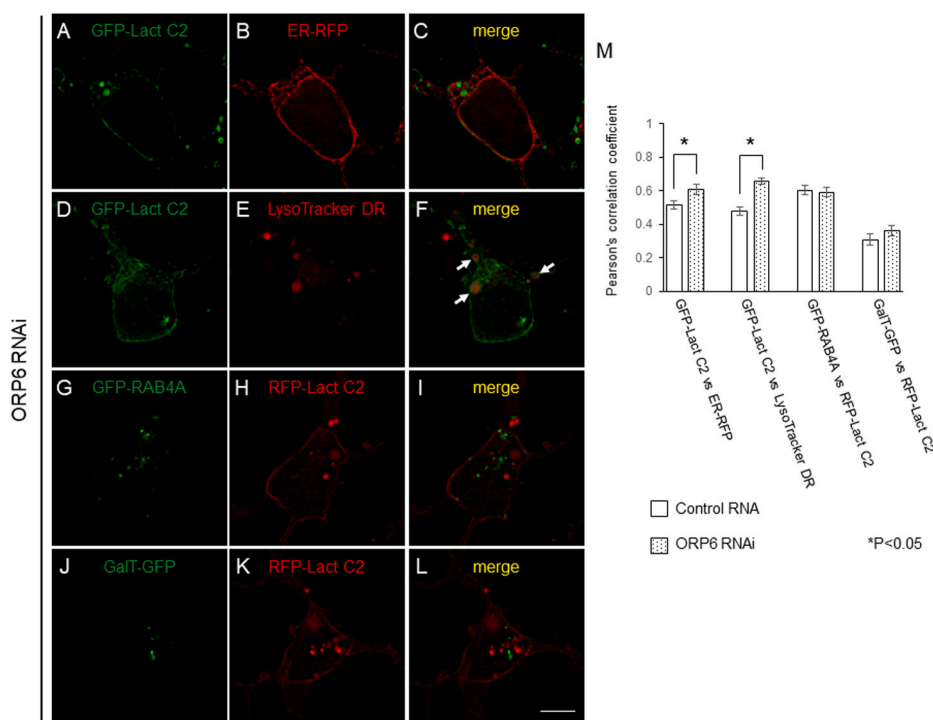 ORP6 RNAi
A GFP-Lact C2
B ER-RFP
C merge
D GFP-Lact C2
E LysoTracker DR
F merge
G GFP-RAB4A
H RFP-Lact C2
I merge
J GalT-GFP
K RFP-Lact C2
L merge
M
Pearson's correlation coefficient
1
0.8
0.6
0.4
0.2
0
*
*
GFP-Lact C2 vs ER-RFP
GFP-Lact C2 vs LysoTracker DR
GFP-RAB4A vs RFP-Lact C2
GalT-GFP vs RFP-Lact C2
Control RNA
ORP6 RNAi
*P<0.05